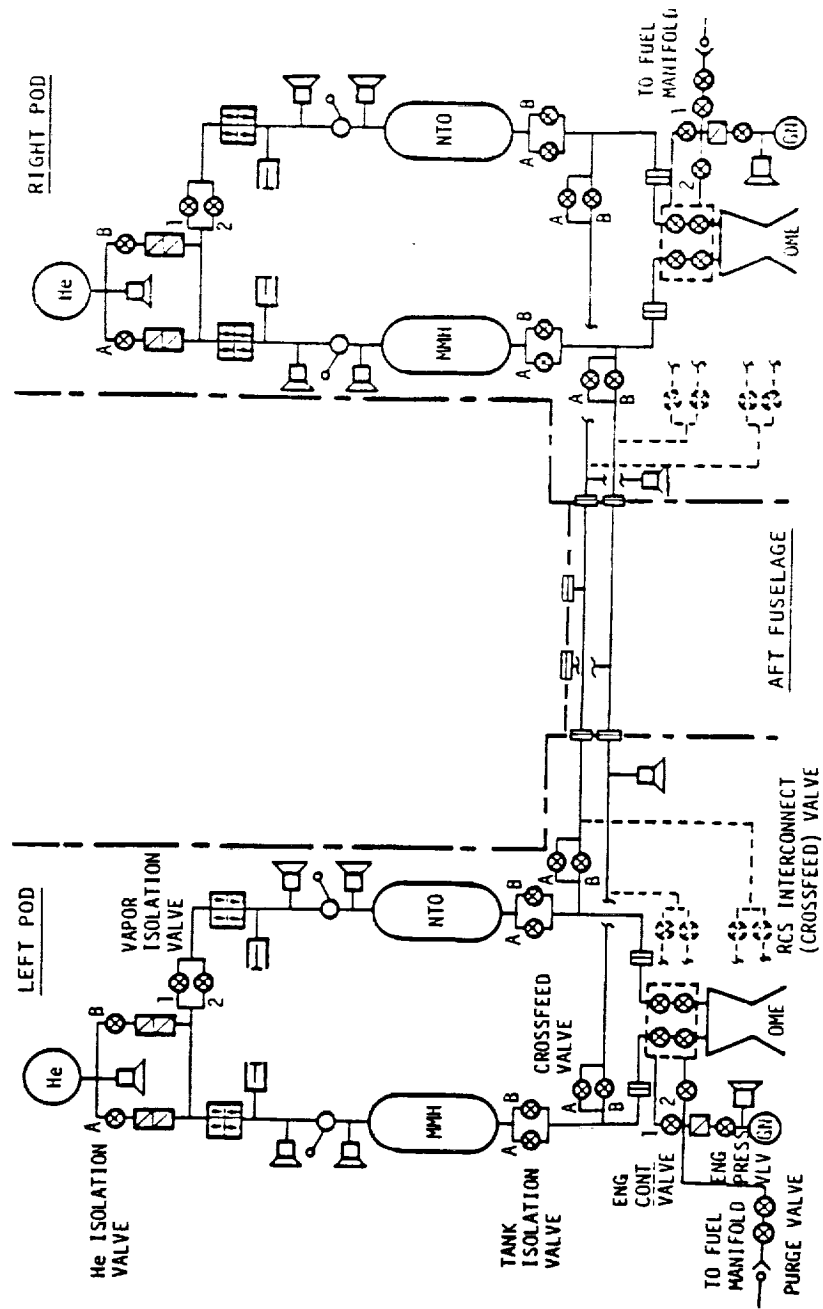 LEFT POD
RIGHT POD
AFT FUSELAGE
He ISOLATION
VALVE
VAPOR
ISOLATION
VALVE
He
A
B
1
2
MMH
NTO
TANK
ISOLATION
VALVE
A
B
A
B
CROSSFEED
VALVE
A
B
A
B
ENG
CONT
VALVE
1
2
ENG
PRESS
VLV
GN
OME
TO FUEL
MANIFOLD
PURGE VALVE
RCS INTERCONNECT
(CROSSFEED) VALVE
He
A
B
1
2
MMH
NTO
A
B
A
B
A
B
A
B
OME
1
2
GN
TO FUEL
MANIFOLD